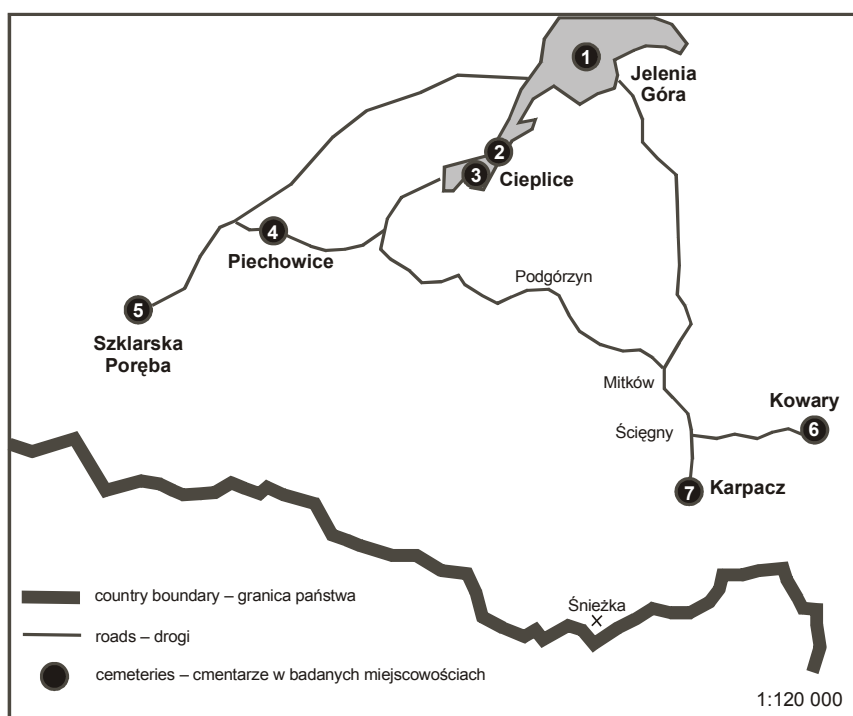 1
Jelenia
Góra
2
3
Cieplice
4
Piechowice
Podgórzyn
5
Szklarska
Poręba
Mitków
Kowary
Ścięgny
6
7
Karpacz
country boundary – granica państwa
Śnieżka
roads – drogi
cemeteries – cmentarze w badanych miejscowościach
1:120 000